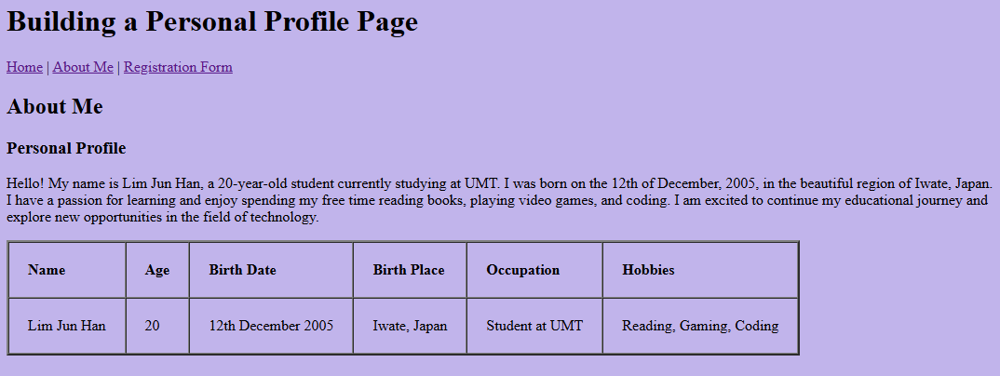 Building a Personal Profile Page
Home | About Me | Registration Form
About Me
Personal Profile
Hello! My name is Lim Jun Han, a 20-year-old student currently studying at UMT. I was born on the 12th of December, 2005, in the beautiful region of Iwate, Japan.
I have a passion for learning and enjoy spending my free time reading books, playing video games, and coding. I am excited to continue my educational journey and
explore new opportunities in the field of technology.
Name Age Birth Date Birth Place Occupation Hobbies
Lim Jun Han 20 12th December 2005 Iwate, Japan Student at UMT Reading, Gaming, Coding